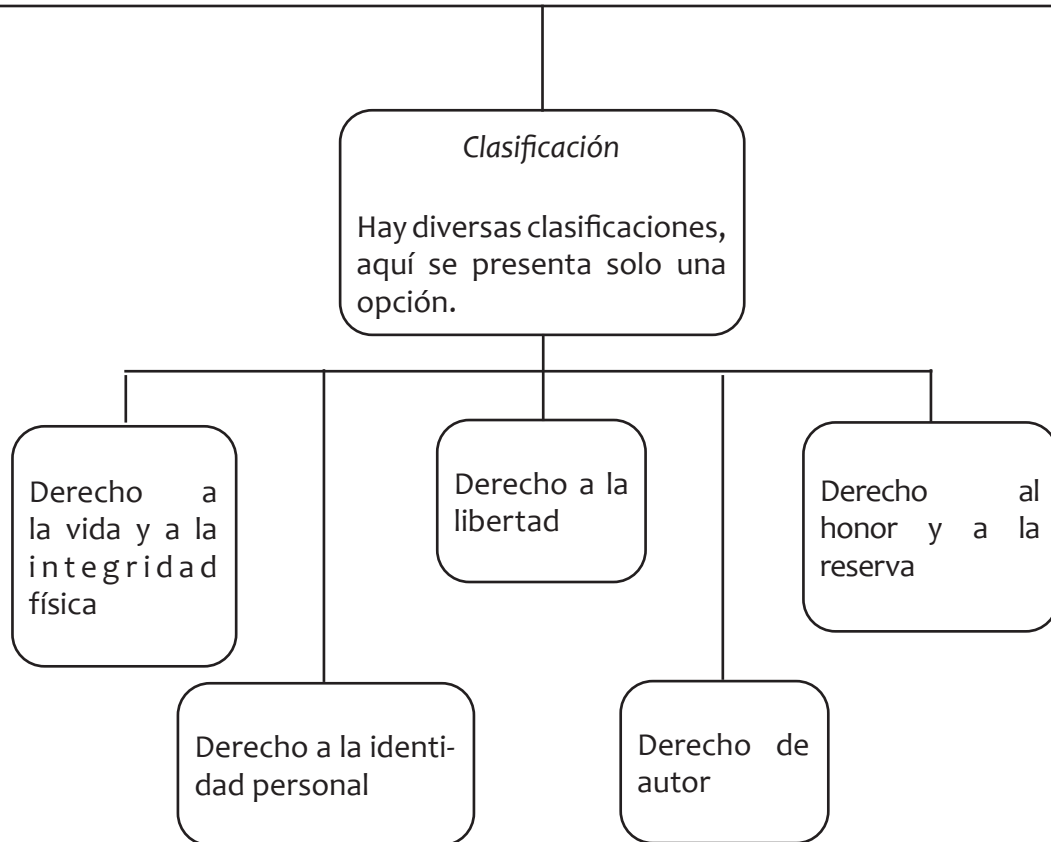 Clasificación
Hay diversas clasificaciones,
aquí se presenta solo una
opción.
Derecho a
la vida y a la
integridad
física
Derecho a la identi-
dad personal
Derecho a la
libertad
Derecho de
autor
Derecho al
honor y a la
reserva